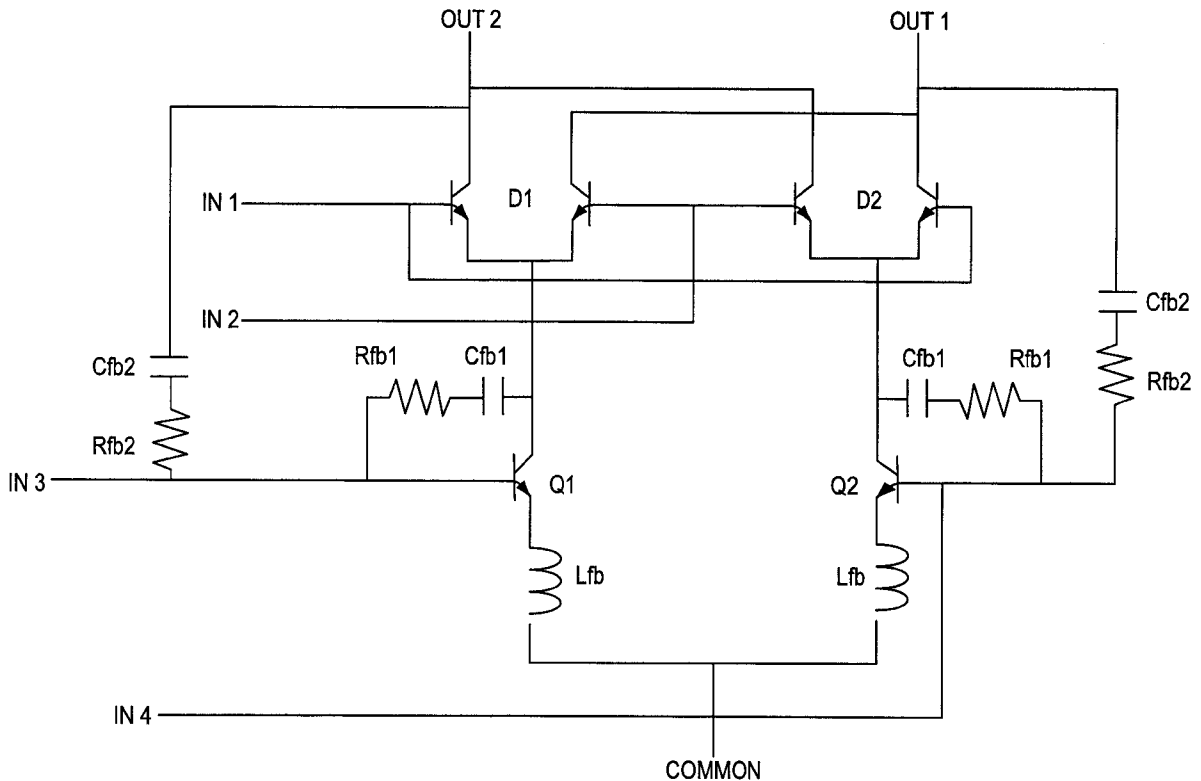 OUT 2
OUT 1
IN 1
D1
D2
IN 2
Cfb2
Rfb1
Cfb1
Cfb1
Rfb1
Cfb2
Rfb2
Rfb2
IN 3
Q1
Q2
Lfb
Lfb
IN 4
COMMON